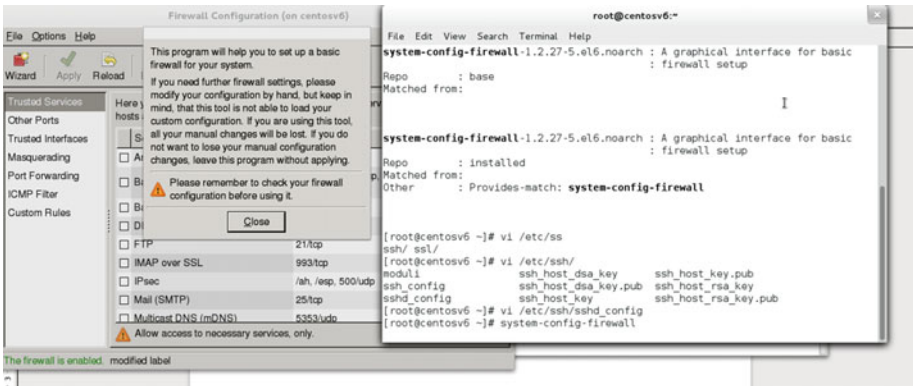 Firewall Configuration (on centosv6)
File Options Help
Wizard Apply Reload
Trusted Services
Other Ports
Trusted Interfaces
Masquerading
Port Forwarding
ICMP Filter
Custom Rules
Here
hosts
This program will help you to set up a basic
firewall for your system.
If you need further firewall settings, please
modify your configuration by hand, but keep in
mind, that this tool is not able to load your
custom configuration. If you are using this tool,
all your manual changes will be lost. If you do
not want to lose your manual configuration
changes, leave this program without applying.
Please remember to check your firewall
configuration before using it.
Close
FTP 21/tcp
IMAP over SSL 993/tcp
IPsec /ah, /esp, 500/udp
Mail (SMTP) 25/tcp
Multicast DNS (mDNS) 5353/udp
Allow access to necessary services, only.
The firewall is enabled. modified label
root@centosv6:~
File Edit View Search Terminal Help
system-config-firewall-1.2.27-5.el6.noarch : A graphical interface for basic
: firewall setup
Repo : base
Matched from:
system-config-firewall-1.2.27-5.el6.noarch : A graphical interface for basic
: firewall setup
Repo : installed
Matched from:
Other : Provides-match: system-config-firewall
[root@centosv6 ~]# vi /etc/ss
ssh/ ssl/
[root@centosv6 ~]# vi /etc/ssh/
moduli ssh_host_dsa_key ssh_host_key.pub
ssh_config ssh_host_dsa_key.pub ssh_host_rsa_key
sshd_config ssh_host_key ssh_host_rsa_key.pub
[root@centosv6 ~]# vi /etc/ssh/sshd_config
[root@centosv6 ~]# system-config-firewall